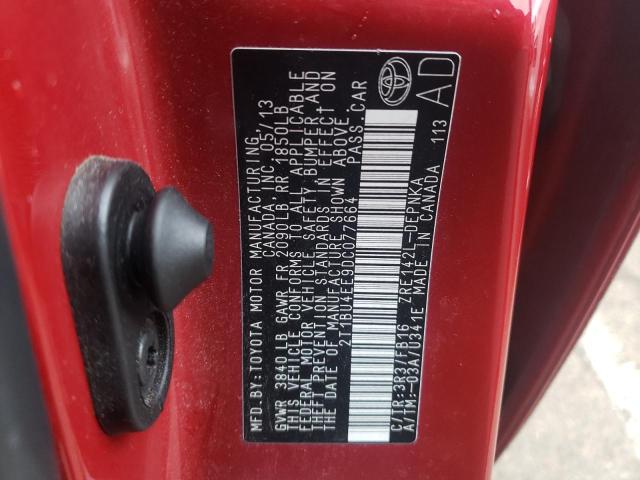 MFD. BY: TOYOTA MOTOR MANUFACTURING
CANADA, INC. 05/13
GVWR 3840LB GAWR FR 2090LB RR 1850LB
THIS VEHICLE CONFORMS TO ALL APPLICABLE
FEDERAL MOTOR VEHICLE SAFETY, BUMPER AND
THEFT PREVENTION STANDARDS IN EFFECT ON
THE DATE OF MANUFACTURE SHOWN ABOVE.
2T1BU4EE9DC077664 PASS. CAR
C/TR: 3R3/FB16 ZRE142L-DEPNKA
A/TM: -03A/U341E MADE IN CANADA 113
AD